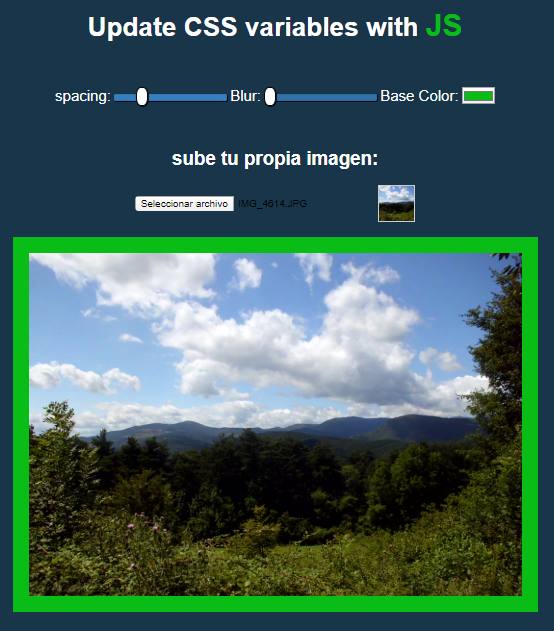 Update CSS variables with JS
spacing: Blur: Base Color:
sube tu propia imagen:
Seleccionar archivo IMG_4614.JPG